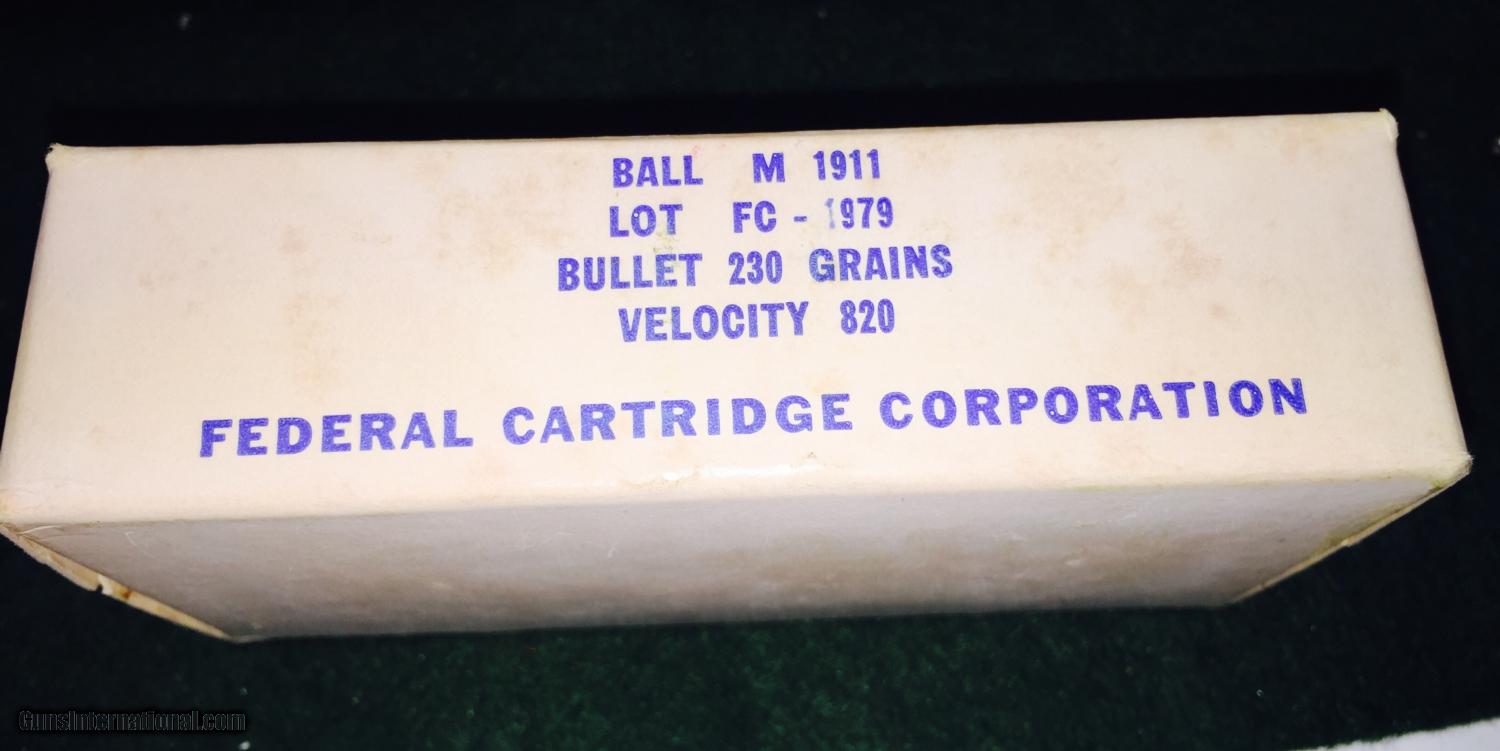 BALL M 1911
LOT FC - 1979
BULLET 230 GRAINS
VELOCITY 820
FEDERAL CARTRIDGE CORPORATION
GunsInternational.com